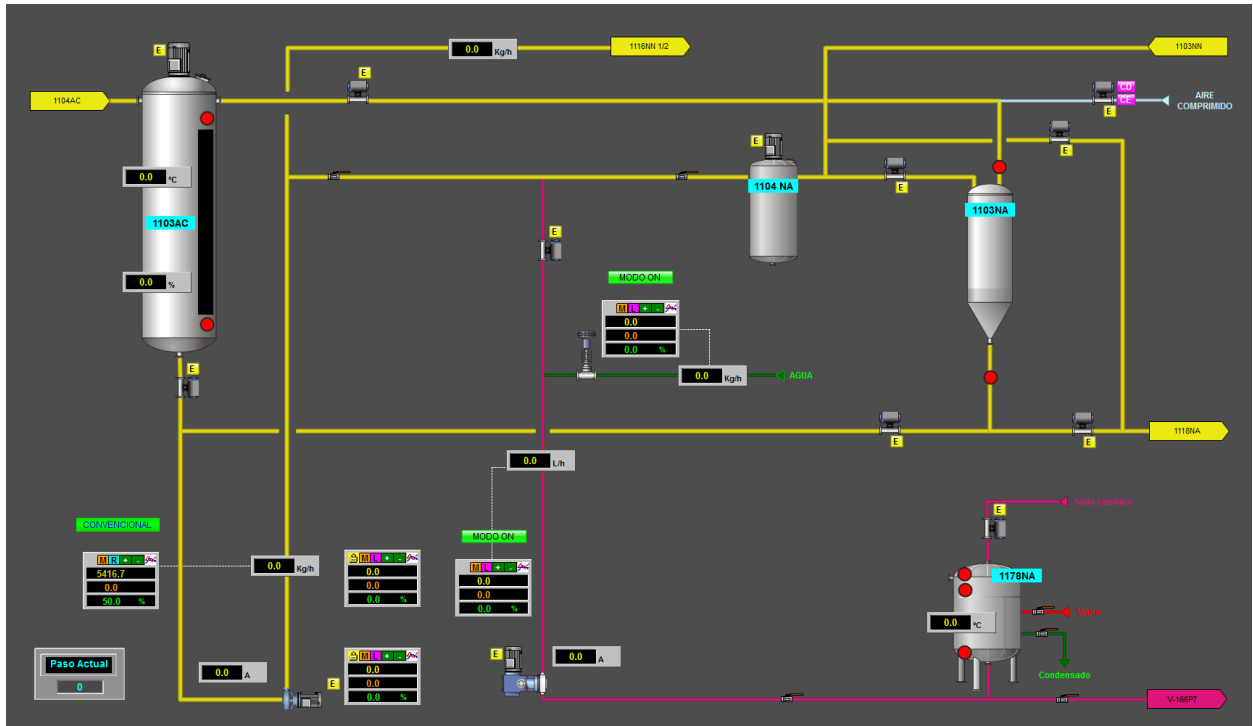 E
0.0 Kg/h
1116NN 1/2
1103NN
E
1104AC
CD
CE
E
AIRE
COMPRIMIDO
E
E
0.0 ºC
1104 NA
E
1103AC
1103NA
E
0.0 %
MODO ON
M L + -
0.0
0.0
0.0 %
E
0.0 Kg/h
AGUA
1118NA
E
E
0.0 L/h
Soda caustica
E
CONVENCIONAL
MODO ON
M R + -
5416.7
0.0
50.0 %
0.0 Kg/h
M L + -
0.0
0.0
0.0 %
M L + -
0.0
0.0
0.0 %
1178NA
0.0 ºC
Vapor
Condensado
Paso Actual
0
0.0 A
E
M L + -
0.0
0.0
0.0 %
E
0.0 A
V-166P7